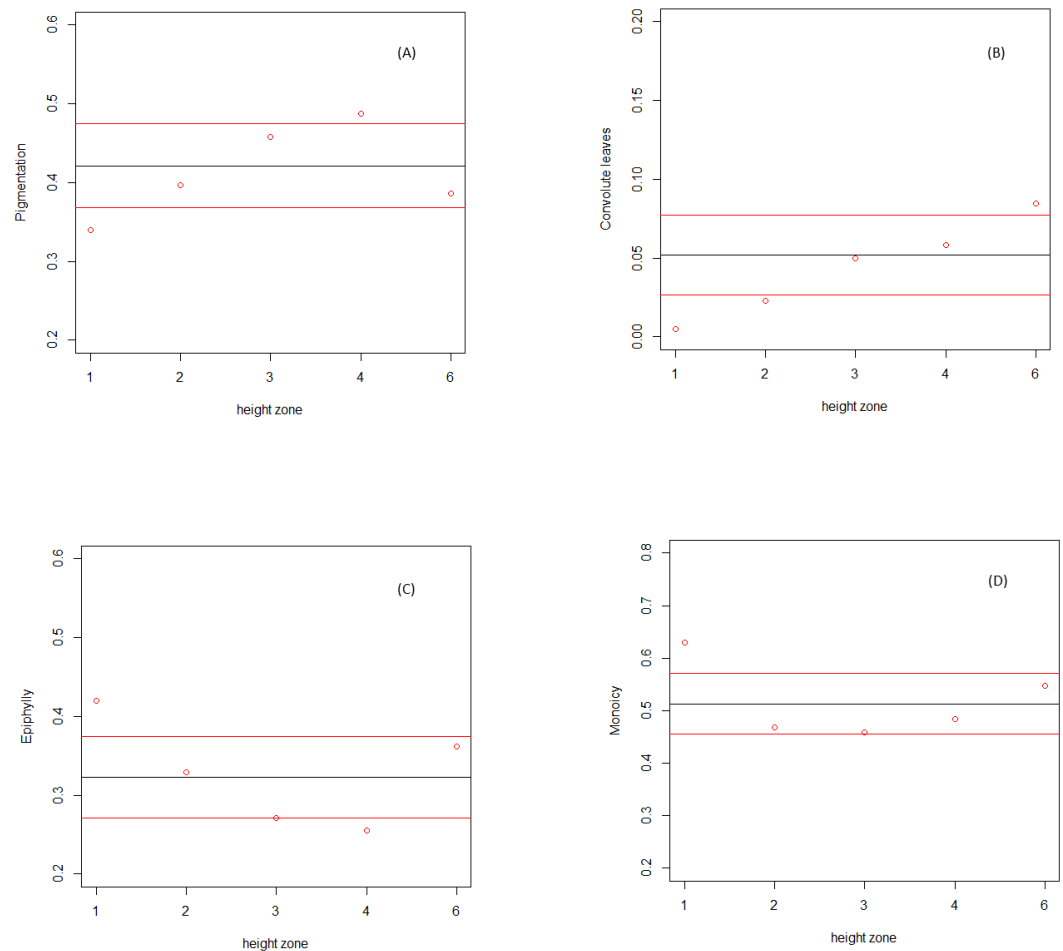 (A)
Pigmentation
0.6
0.5
0.4
0.3
0.2
1 2 3 4 6
height zone
(B)
Convolute leaves
0.20
0.15
0.10
0.05
0.00
1 2 3 4 6
height zone
(C)
Epiphylly
0.6
0.5
0.4
0.3
0.2
1 2 3 4 6
height zone
(D)
Monoicy
0.8
0.7
0.6
0.5
0.4
0.3
0.2
1 2 3 4 6
height zone